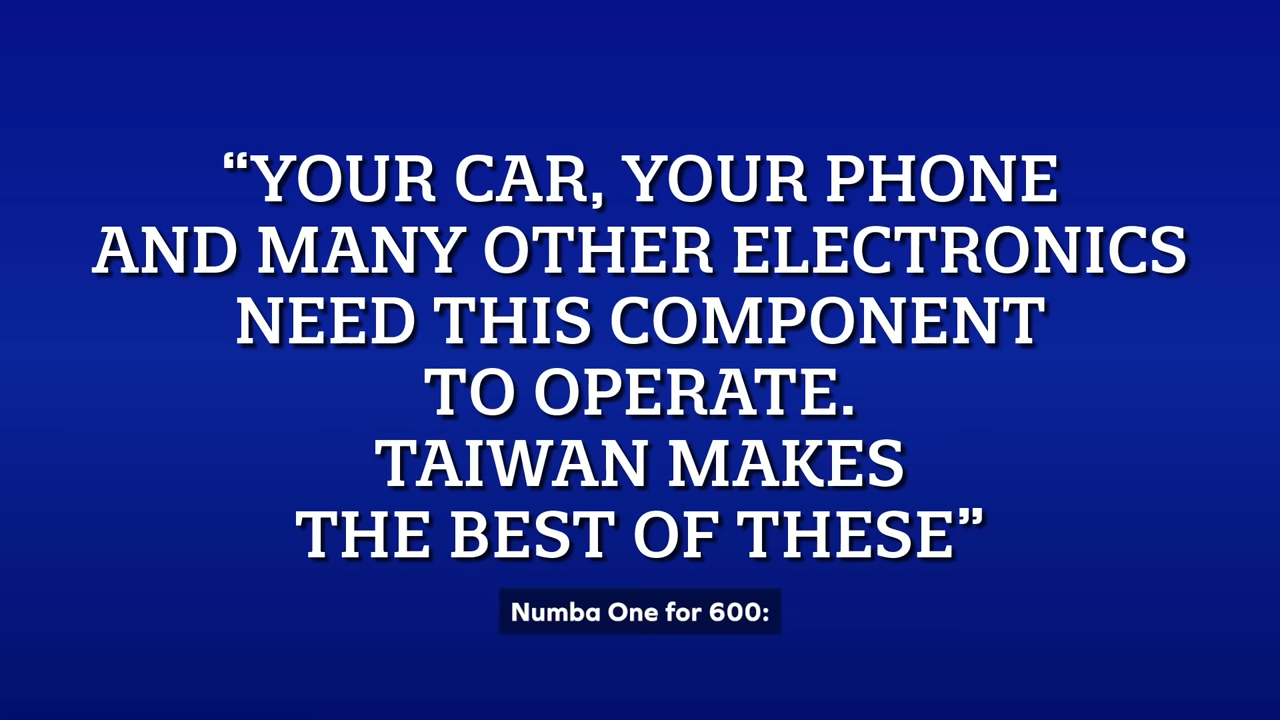 “YOUR CAR, YOUR PHONE
AND MANY OTHER ELECTRONICS
NEED THIS COMPONENT
TO OPERATE.
TAIWAN MAKES
THE BEST OF THESE”
Numba One for 600: